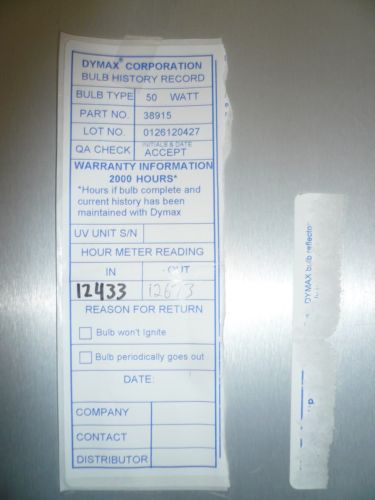 DYMAX® CORPORATION
BULB HISTORY RECORD
BULB TYPE 50 WATT
PART NO. 38915
LOT NO. 0126120427
QA CHECK INITIALS & DATE ACCEPT
WARRANTY INFORMATION
2000 HOURS*
*Hours if bulb complete and
current history has been
maintained with Dymax
UV UNIT S/N
HOUR METER READING
IN OUT
12433
REASON FOR RETURN
Bulb won't Ignite
Bulb periodically goes out
DATE:
COMPANY
CONTACT
DISTRIBUTOR
DYMAX bulb reflector